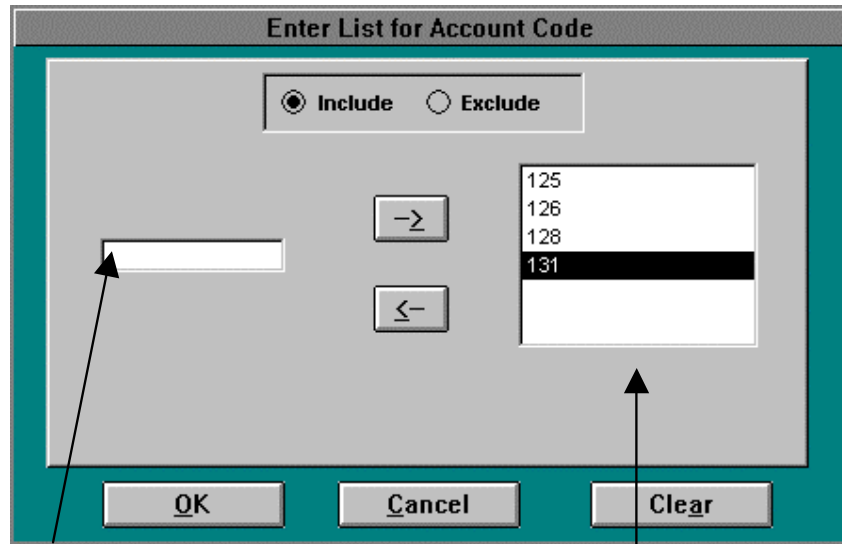 Enter List for Account Code
Include Exclude
125
126
128
131
->
<-
OK Cancel Clear